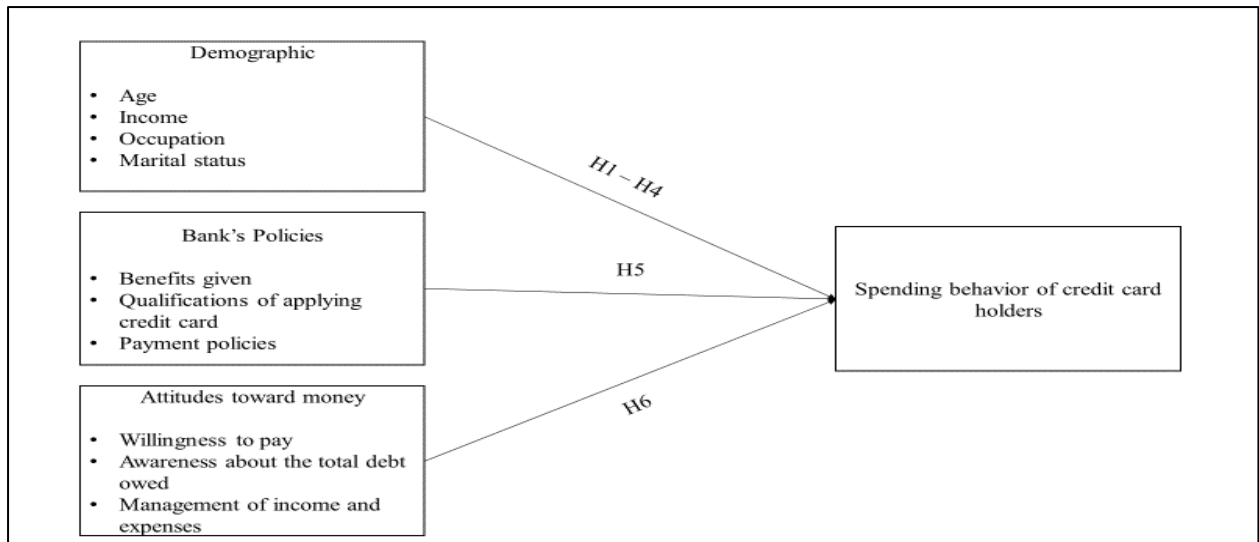 Demographic
• Age
• Income
• Occupation
• Marital status
H1 – H4
Bank's Policies
• Benefits given
• Qualifications of applying
credit card
• Payment policies
H5
Spending behavior of credit card
holders
Attitudes toward money
• Willingness to pay
• Awareness about the total debt
owed
• Management of income and
expenses
H6